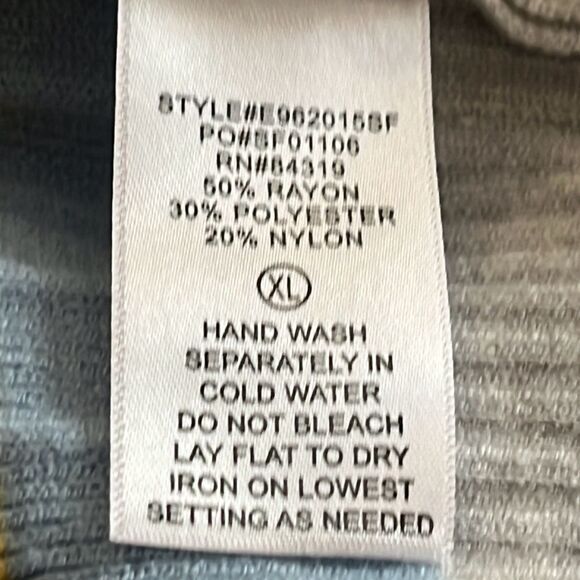 STYLE#E962015SF
PO#SF01106
RN#84319
50% RAYON
30% POLYESTER
20% NYLON
XL
HAND WASH
SEPARATELY IN
COLD WATER
DO NOT BLEACH
LAY FLAT TO DRY
IRON ON LOWEST
SETTING AS NEEDED